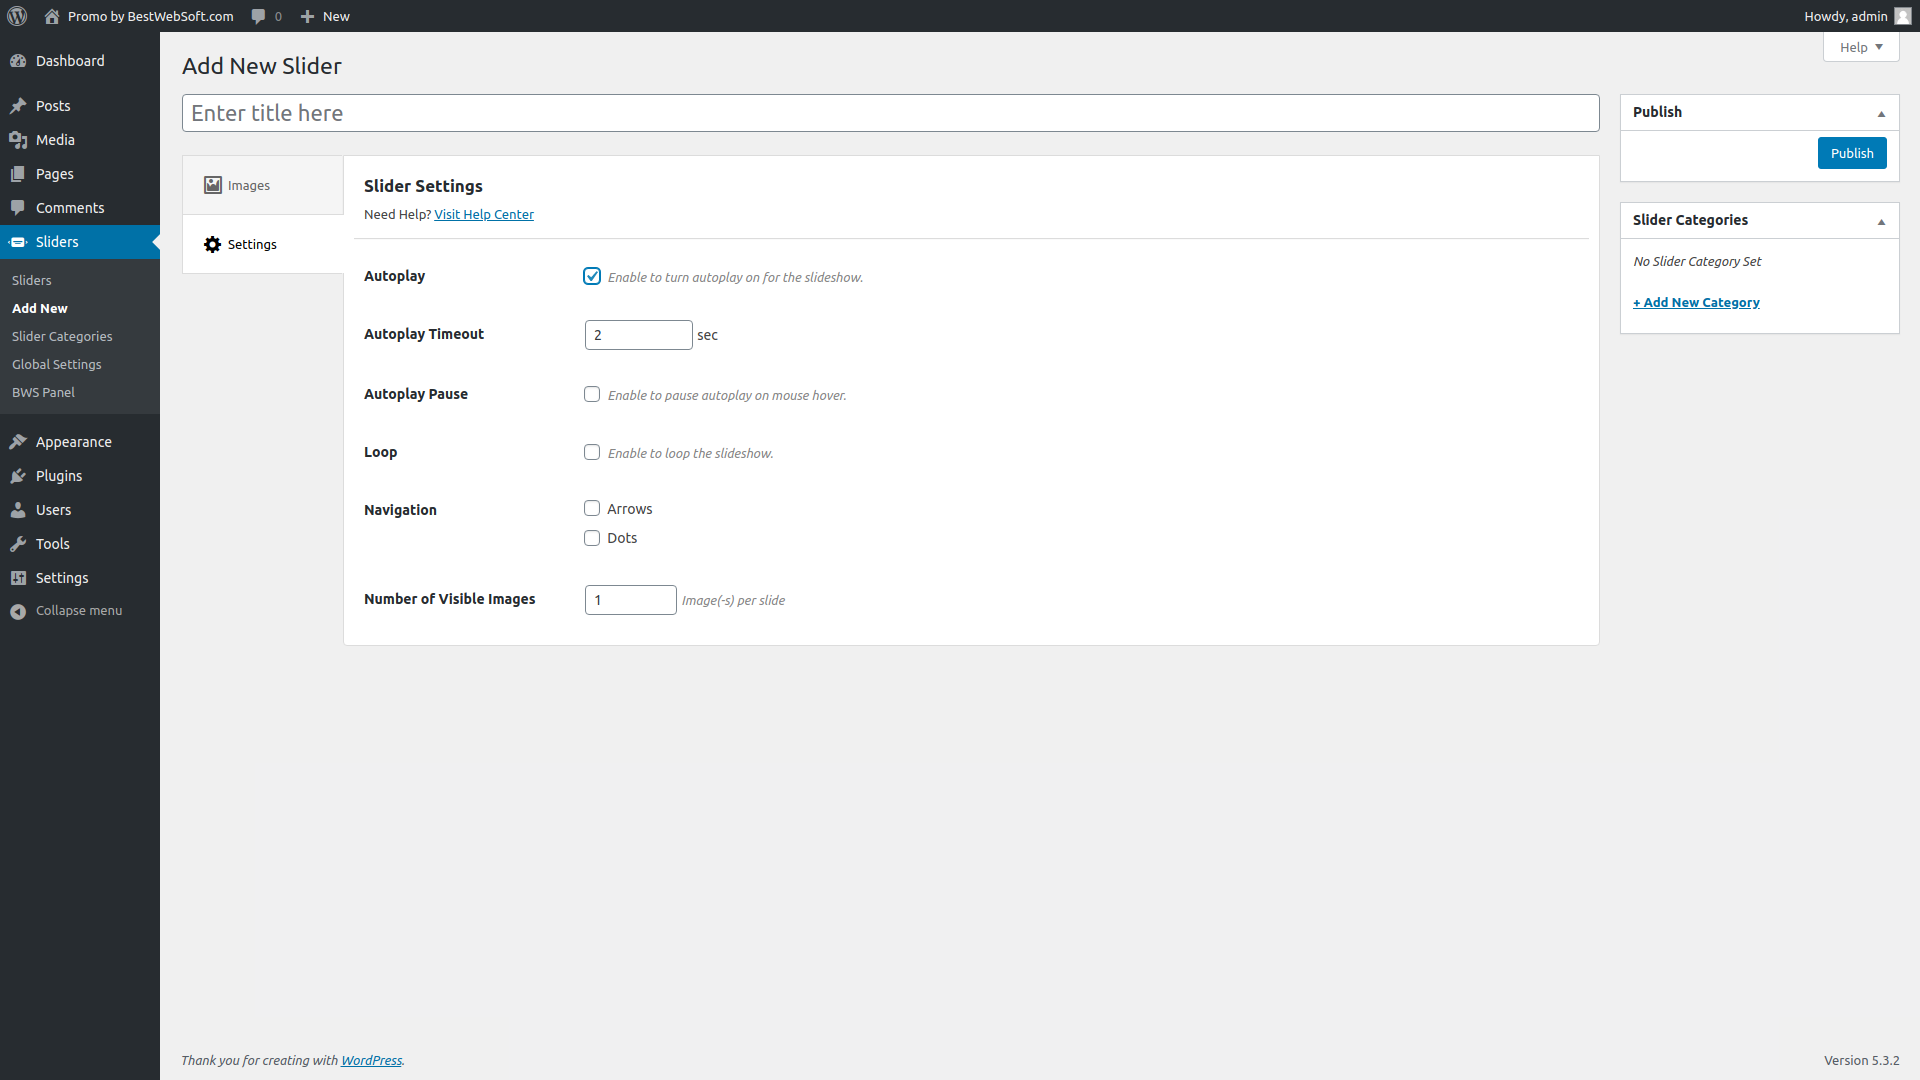 Promo by BestWebSoft.com
0
New
Howdy, admin
Dashboard
Posts
Media
Pages
Comments
Sliders
Sliders
Add New
Slider Categories
Global Settings
BWS Panel
Appearance
Plugins
Users
Tools
Settings
Collapse menu
Help
Add New Slider
Enter title here
Images
Settings
Slider Settings
Need Help? Visit Help Center
Autoplay
Enable to turn autoplay on for the slideshow.
Autoplay Timeout
2 sec
Autoplay Pause
Enable to pause autoplay on mouse hover.
Loop
Enable to loop the slideshow.
Navigation
Arrows
Dots
Number of Visible Images
1 Image(-s) per slide
Publish
Publish
Slider Categories
No Slider Category Set
+ Add New Category
Thank you for creating with WordPress.
Version 5.3.2